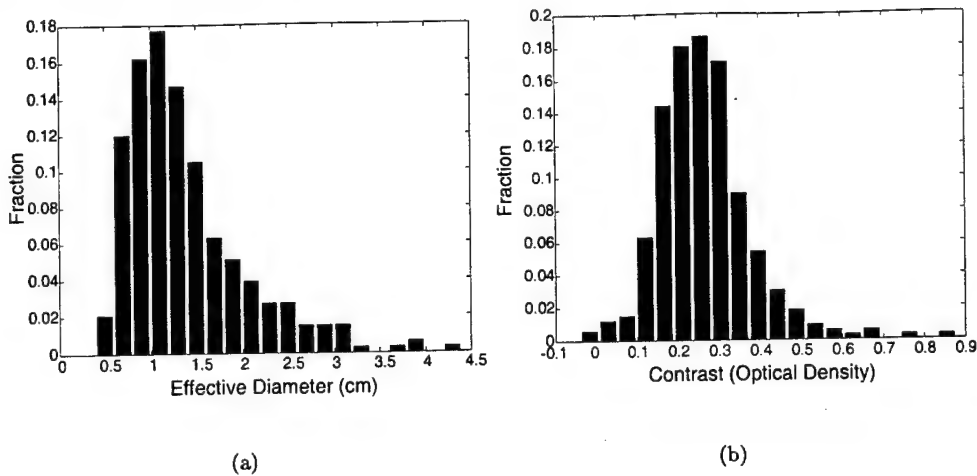 0.18
0.16
0.14
0.12
0.1
0.08
0.06
0.04
0.02
0
Fraction
0 0.5 1 1.5 2 2.5 3 3.5 4 4.5
Effective Diameter (cm)
(a)
0.2
0.18
0.16
0.14
0.12
0.1
0.08
0.06
0.04
0.02
0
Fraction
-0.1 0 0.1 0.2 0.3 0.4 0.5 0.6 0.7 0.8 0.9
Contrast (Optical Density)
(b)